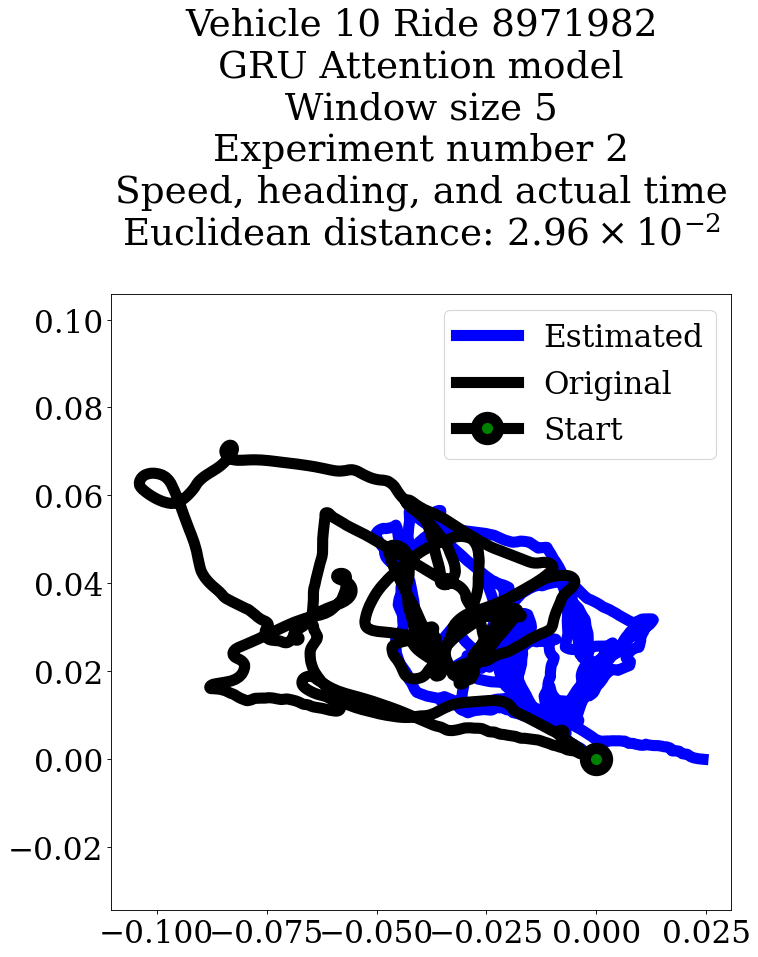 Vehicle 10 Ride 8971982
GRU Attention model
Window size 5
Experiment number 2
Speed, heading, and actual time
Euclidean distance: 2.96 × 10⁻²
Estimated
Original
Start
0.10
0.08
0.06
0.04
0.02
0.00
−0.02
−0.100 −0.075 −0.050 −0.025 0.000 0.025